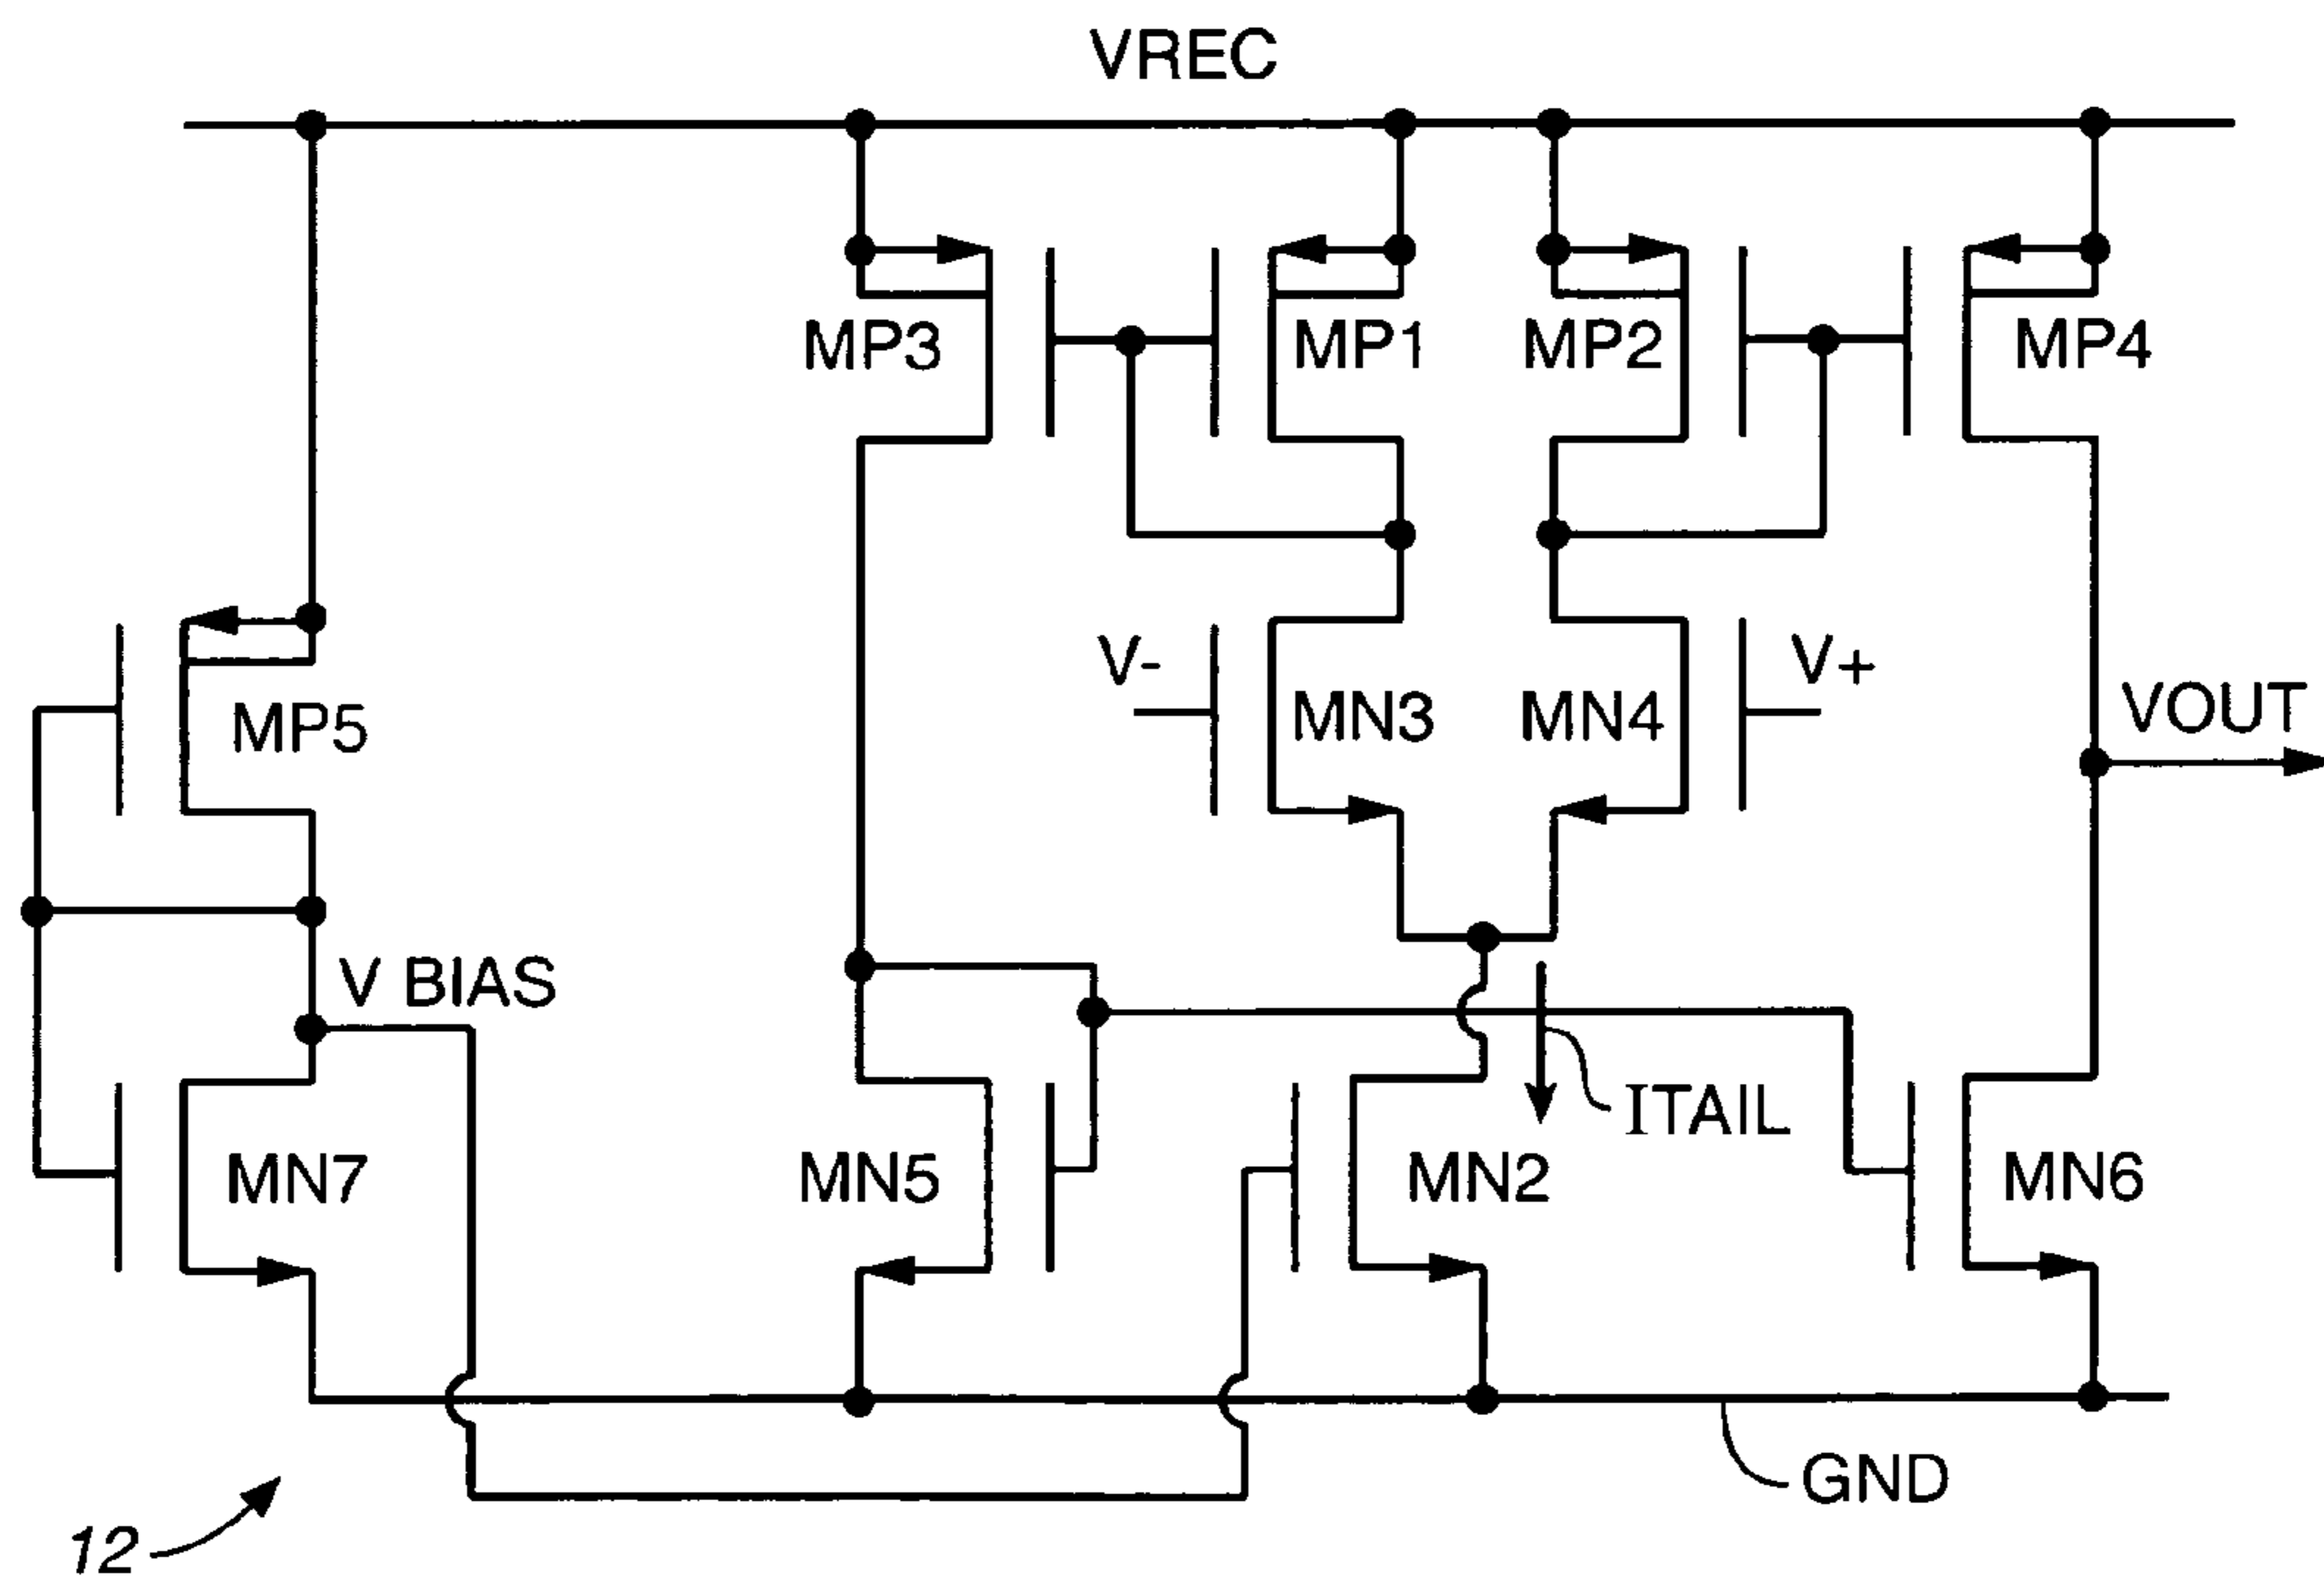 VREC
MP3
MP1
MP2
MP4
V-
V+
MP5
MN3
MN4
VOUT
V BIAS
ITAIL
MN7
MN5
MN2
MN6
GND
12